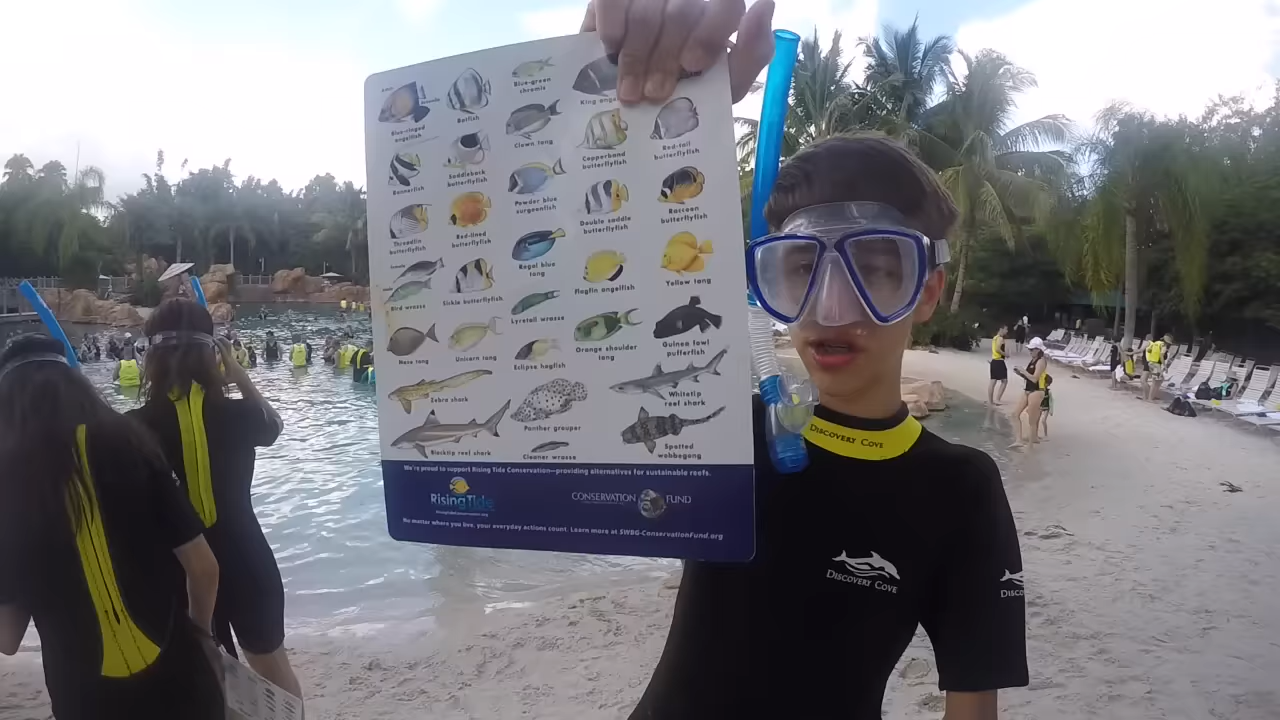 Blue-ringed
angelfish
Batfish
Blue-green
chromis
King ange
Clown tang
Copperband
butterflyfish
Red-tail
butterflyfish
Bannerfish
Saddleback
butterflyfish
Powder blue
surgeonfish
Double saddle
butterflyfish
Raccoon
butterflyfish
Threadfin
butterflyfish
Red-lined
butterflyfish
Regal blue
tang
Flagfin angelfish
Yellow tang
Bird wrasse
Sickle butterflyfish
Lyretail wrasse
Orange shoulder
tang
Guinea fowl
pufferfish
Naso tang
Unicorn tang
Eclipse hogfish
Zebra shark
Panther grouper
Whitetip
reef shark
Blacktip reef shark
Cleaner wrasse
Spotted
wobbegong
We're proud to support Rising Tide Conservation—providing alternatives for sustainable reefs.
RisingTide
CONSERVATION FUND
No matter where you live, your everyday actions count. Learn more at SWBG-ConservationFund.org
DISCOVERY COVE
DISCOVERY COVE
DISCO